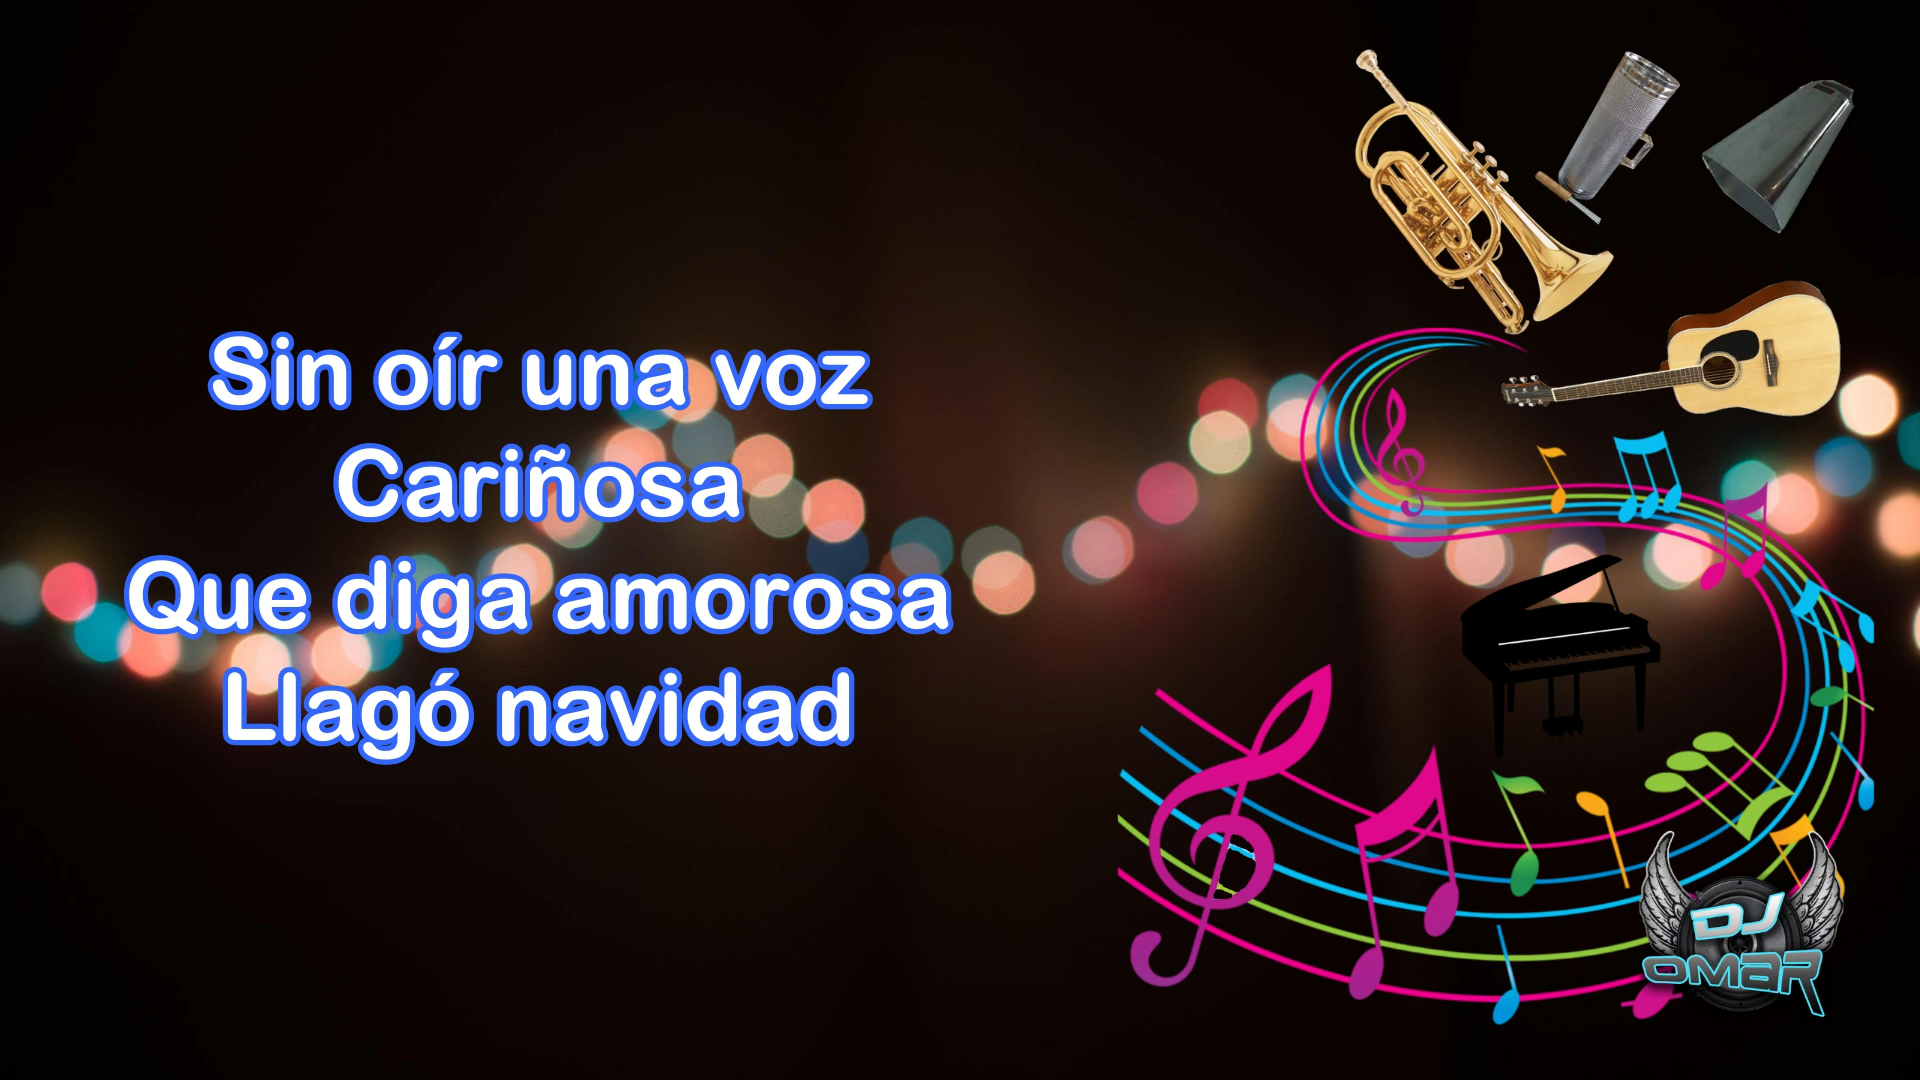 Sin oír una voz
Cariñosa
Que diga amorosa
Llagó navidad
DJ
OMAR